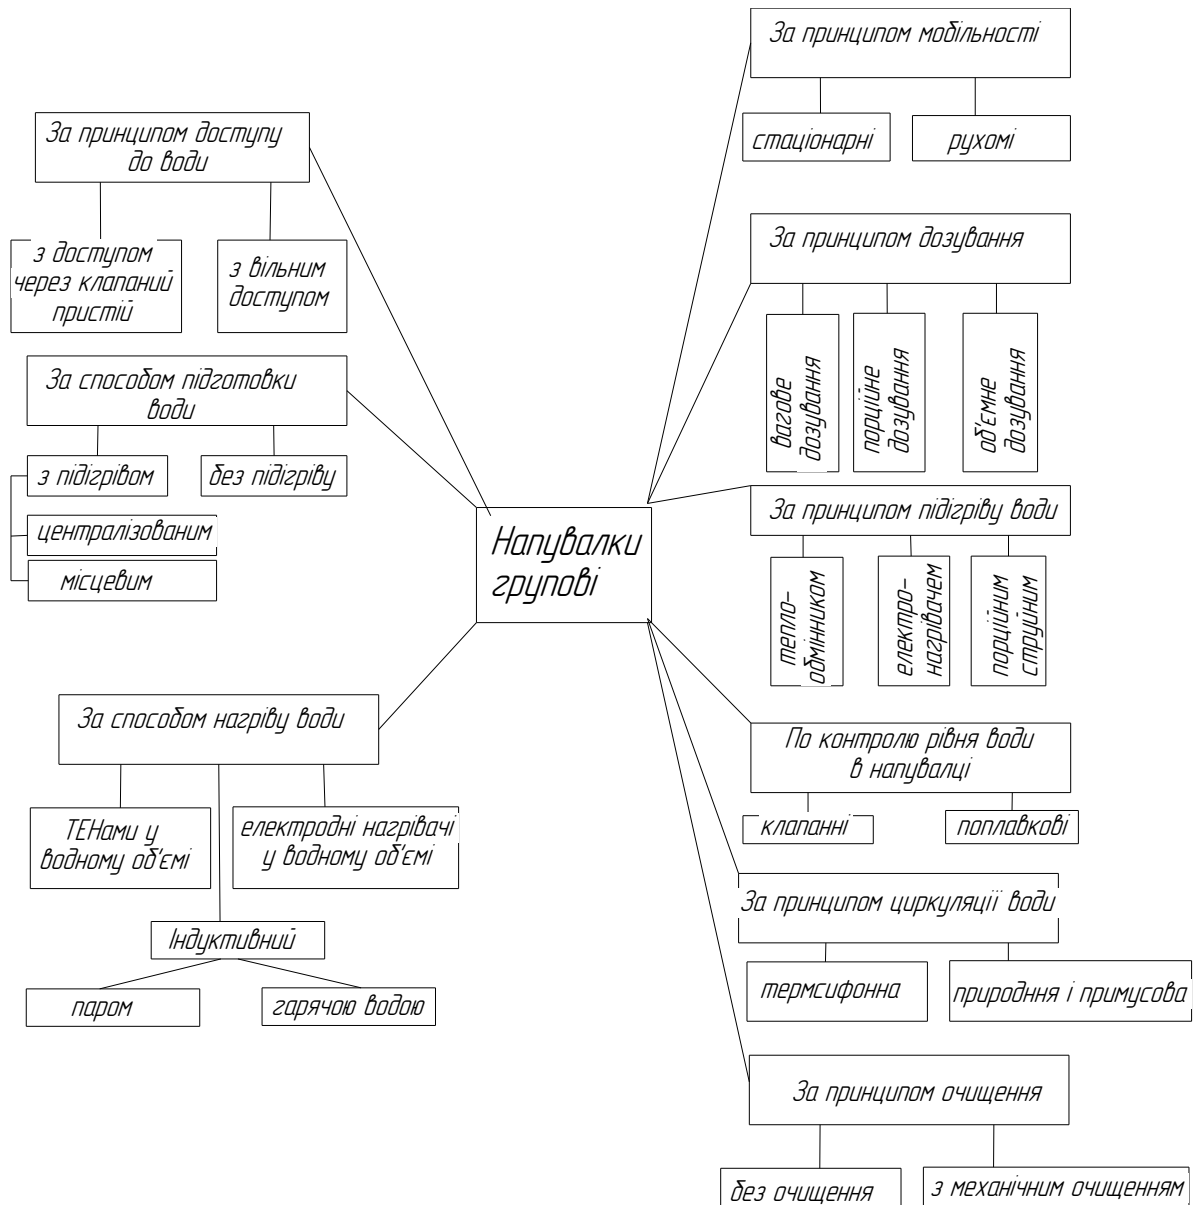 За принципом мобільності
стаціонарні
рухомі
За принципом доступу
до води
з доступом
через клапаний
пристій
з вільним
доступом
За принципом дозування
вагове
дозування
порційне
дозування
об'ємне
дозування
За способом підготовки
води
з підігрівом
без підігріву
централізованим
місцевим
Напувалки
групові
За принципом підігріву води
тепло-
обмінником
електро-
нагрівачем
порційним
струйним
За способом нагріву води
ТЕНами у
водному об'ємі
електродні нагрівачі
у водному об'ємі
Індуктивний
паром
гарячою водою
По контролю рівня води
в напувалці
клапанні
поплавкові
За принципом циркуляції води
термсифонна
природння і примусова
За принципом очищення
без очищення
з механічним очищенням